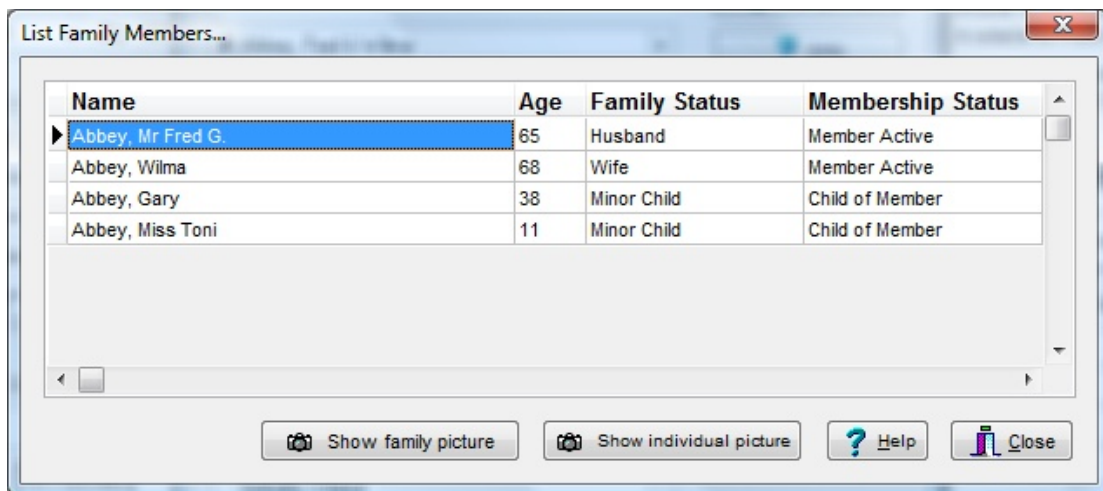 List Family Members...
Name Age Family Status Membership Status
Abbey, Mr Fred G. 65 Husband Member Active
Abbey, Wilma 68 Wife Member Active
Abbey, Gary 38 Minor Child Child of Member
Abbey, Miss Toni 11 Minor Child Child of Member
Show family picture Show individual picture Help Close